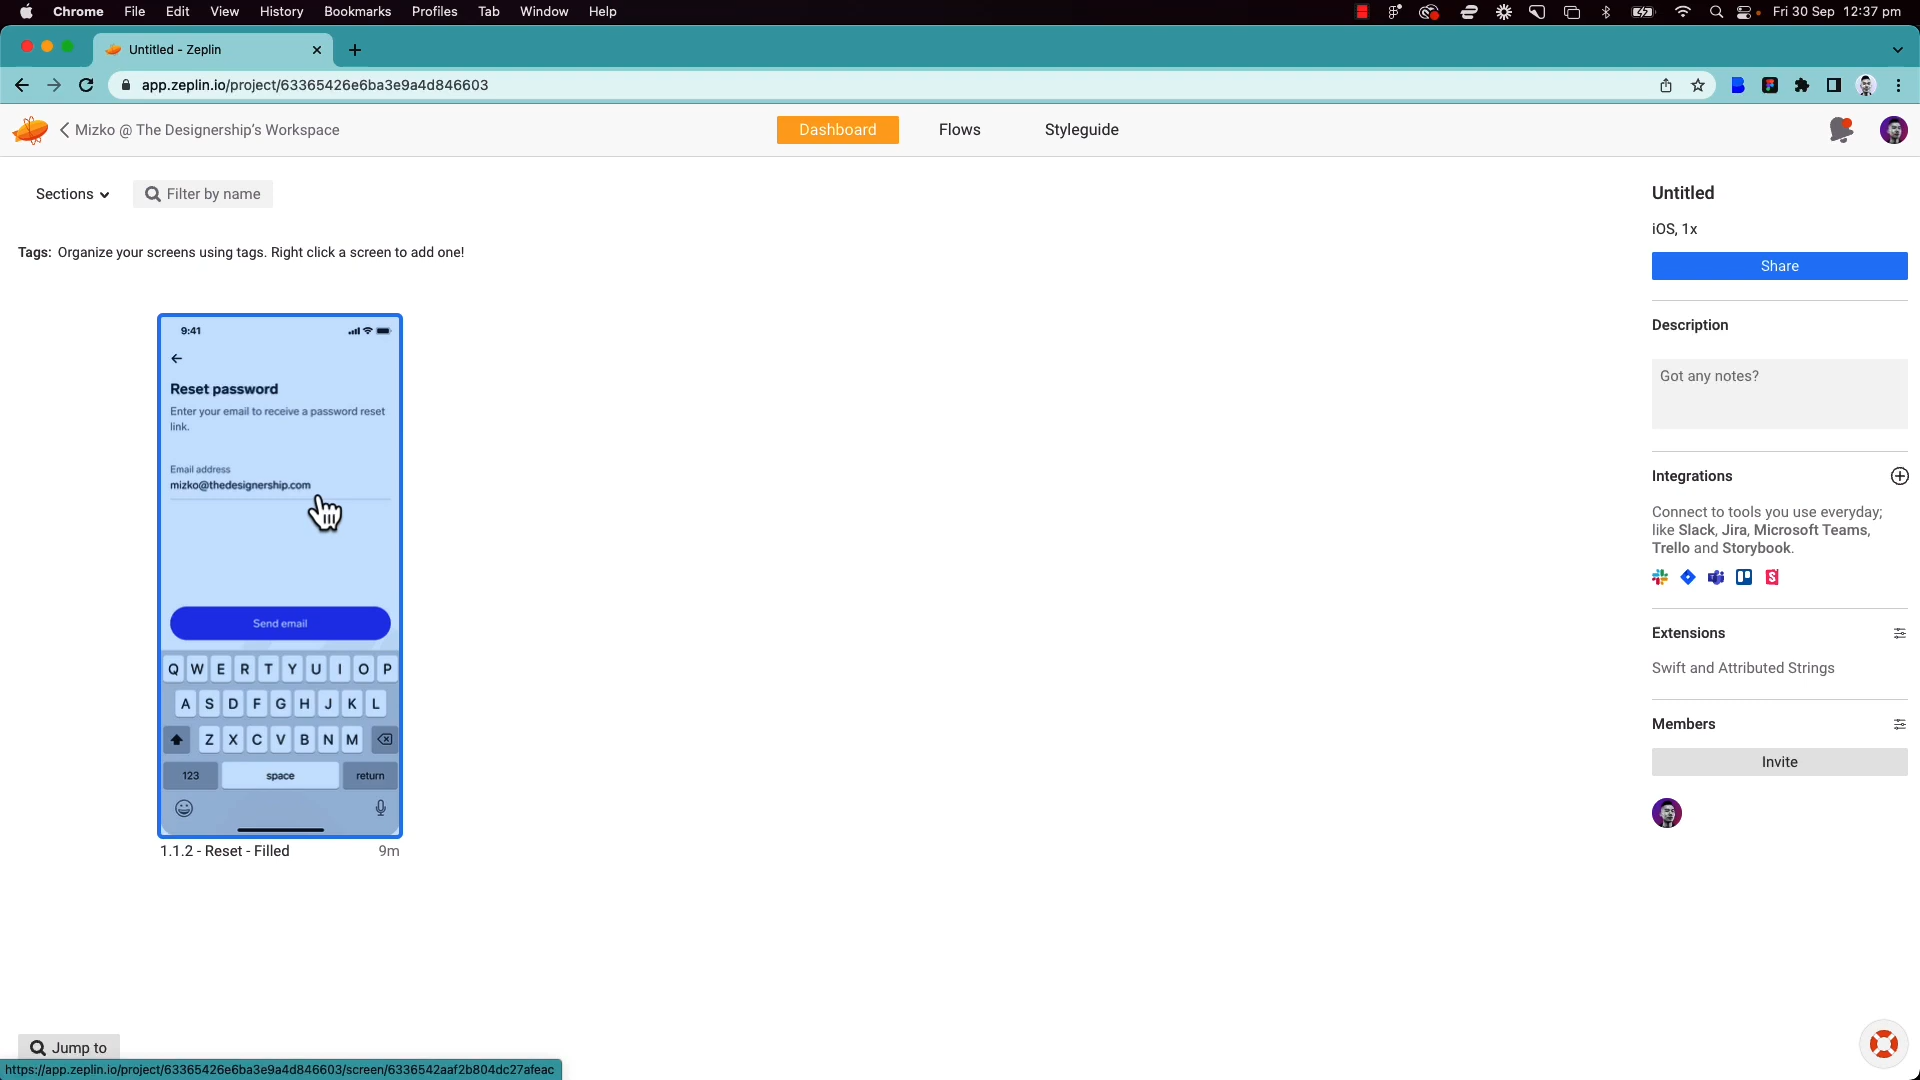 Chrome File Edit View History Bookmarks Profiles Tab Window Help Fri 30 Sep 12:37 pm
Untitled - Zeplin
app.zeplin.io/project/63365426e6ba3e9a4d846603
Mizko @ The Designership's Workspace Dashboard Flows Styleguide
Sections Filter by name
Tags: Organize your screens using tags. Right click a screen to add one!
9:41
Reset password
Enter your email to receive a password reset
link.
Email address
mizko@thedesignership.com
Send email
Q W E R T Y U I O P
A S D F G H J K L
Z X C V B N M
123 space return
1.1.2 - Reset - Filled 9m
Untitled
iOS, 1x
Share
Description
Got any notes?
Integrations
Connect to tools you use everyday;
like Slack, Jira, Microsoft Teams,
Trello and Storybook.
Extensions
Swift and Attributed Strings
Members
Invite
Jump to
https://app.zeplin.io/project/63365426e6ba3e9a4d846603/screen/6336542aaf2b804dc27afeac